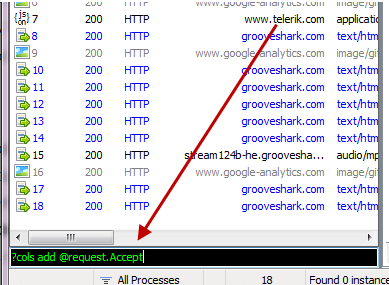 200 HTTP www.google-analytics.com image/gi
7 200 HTTP www.telerik.com applicatio
8 200 HTTP grooveshark.com text/htm
9 200 HTTP www.google-analytics.com image/gi
10 200 HTTP grooveshark.com text/htm
11 200 HTTP grooveshark.com text/htm
12 200 HTTP grooveshark.com text/htm
13 200 HTTP grooveshark.com text/htm
14 200 HTTP grooveshark.com text/htm
15 200 HTTP stream124b-he.groovesha... audio/mp
16 200 HTTP www.google-analytics.com image/gi
17 200 HTTP grooveshark.com text/htm
18 200 HTTP grooveshark.com text/htm
?cols add @request.Accept
All Processes 18 Found 0 instance